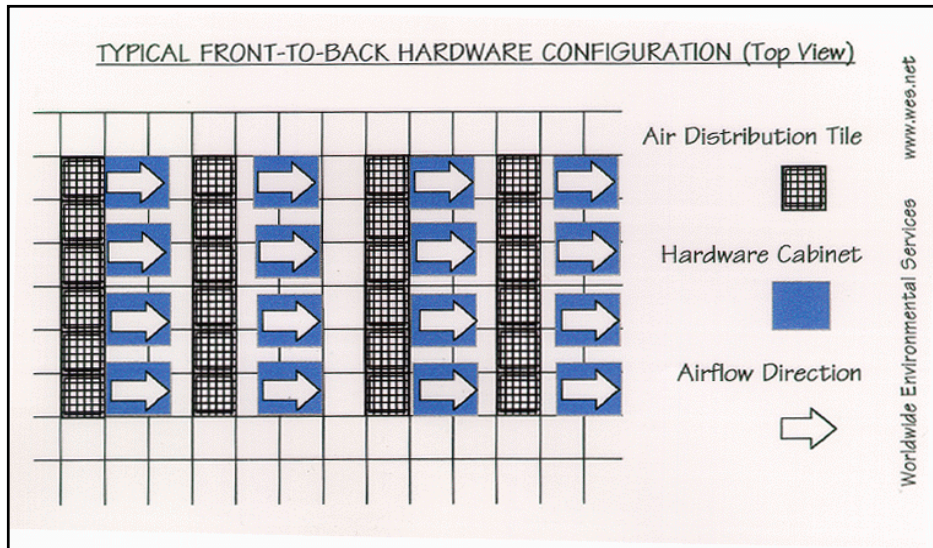 TYPICAL FRONT-TO-BACK HARDWARE CONFIGURATION (Top View)
Air Distribution Tile
Hardware Cabinet
Airflow Direction
Worldwide Environmental Services www.wes.net